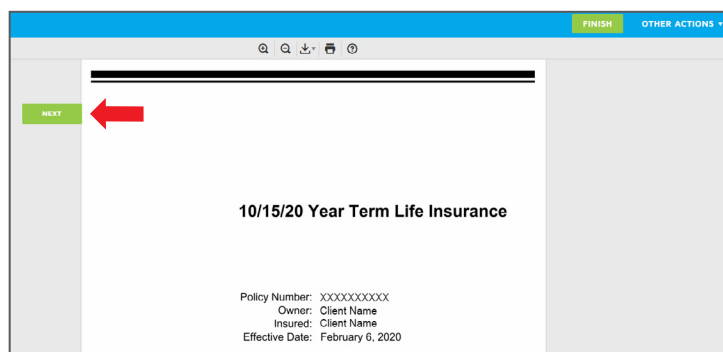 FINISH OTHER ACTIONS
NEXT
10/15/20 Year Term Life Insurance
Policy Number: XXXXXXXXXX
Owner: Client Name
Insured: Client Name
Effective Date: February 6, 2020